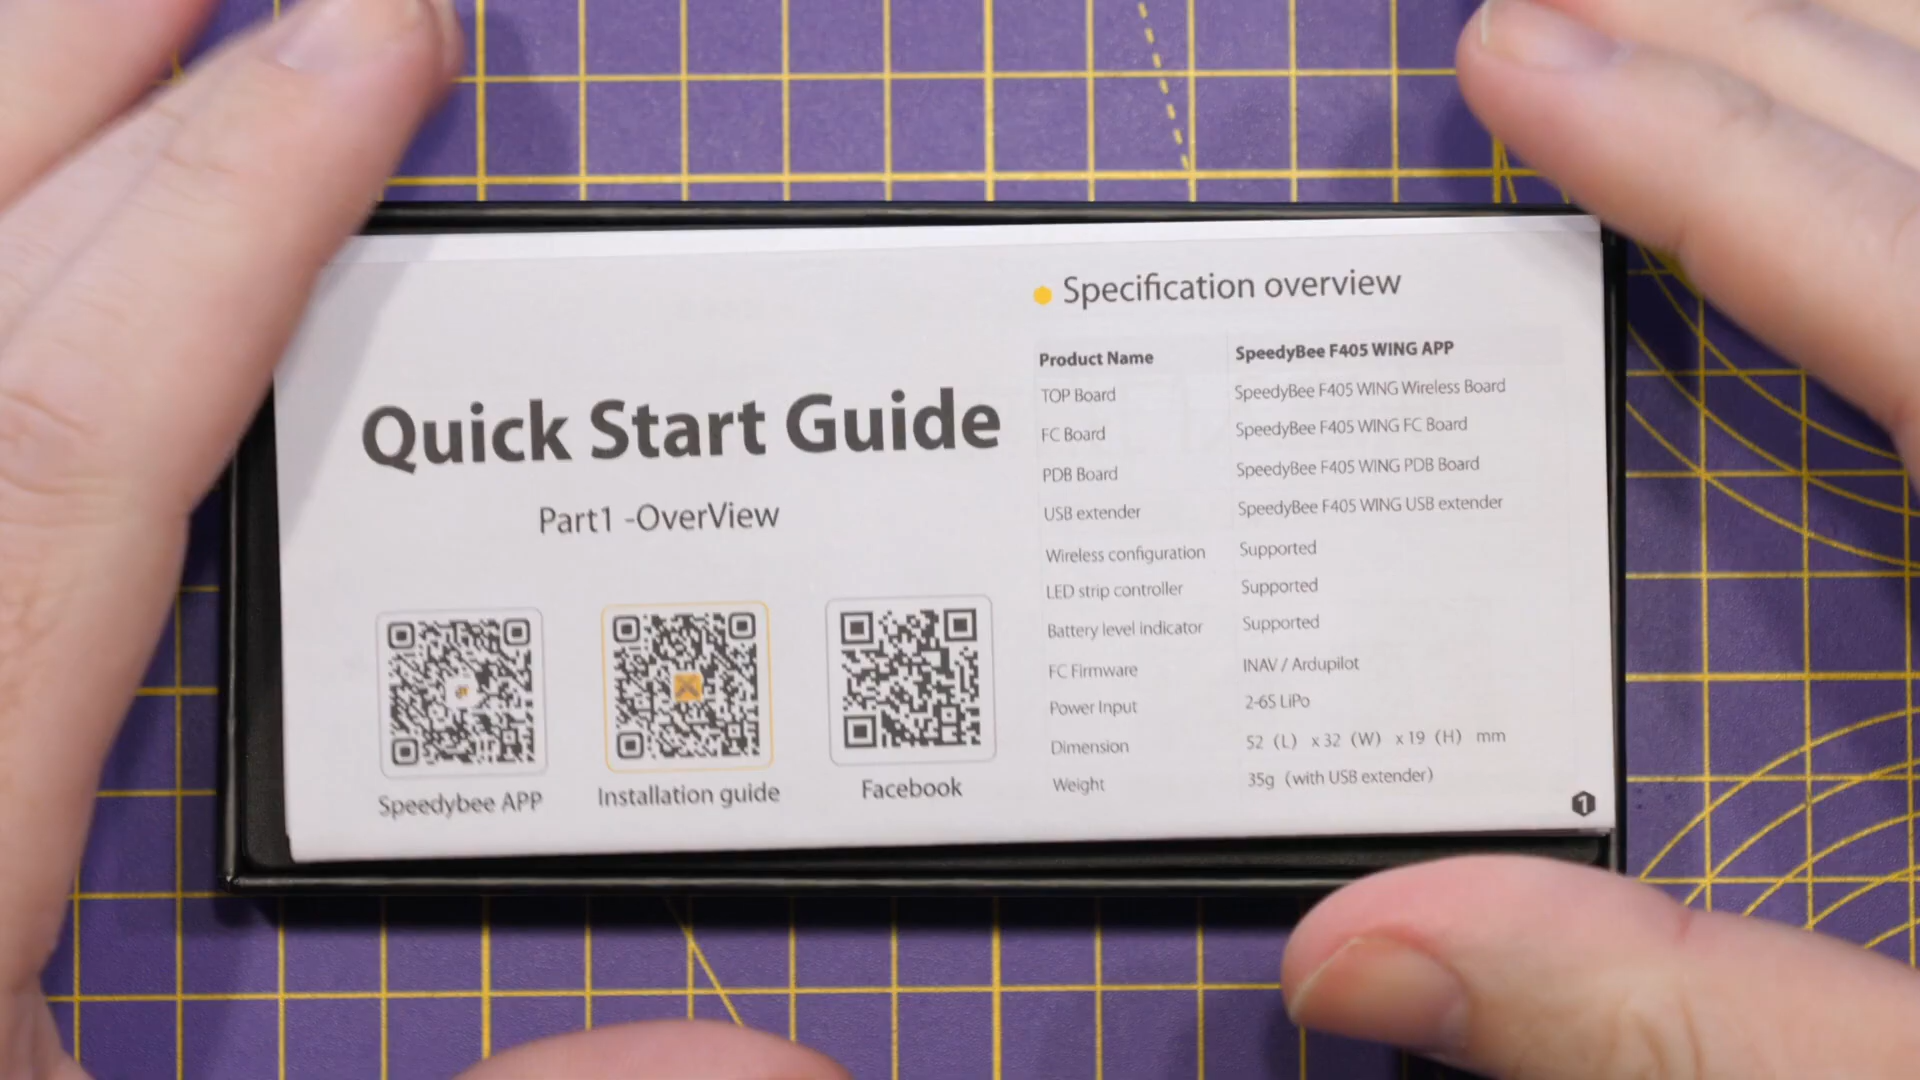 Quick Start Guide
Part1 -OverView
Speedybee APP
Installation guide
Facebook
Specification overview
Product Name SpeedyBee F405 WING APP
TOP Board SpeedyBee F405 WING Wireless Board
FC Board SpeedyBee F405 WING FC Board
PDB Board SpeedyBee F405 WING PDB Board
USB extender SpeedyBee F405 WING USB extender
Wireless configuration Supported
LED strip controller Supported
Battery level indicator Supported
FC Firmware INAV / Ardupilot
Power Input 2-6S LiPo
Dimension 52 (L) x 32 (W) x 19 (H) mm
Weight 35g (with USB extender)
1